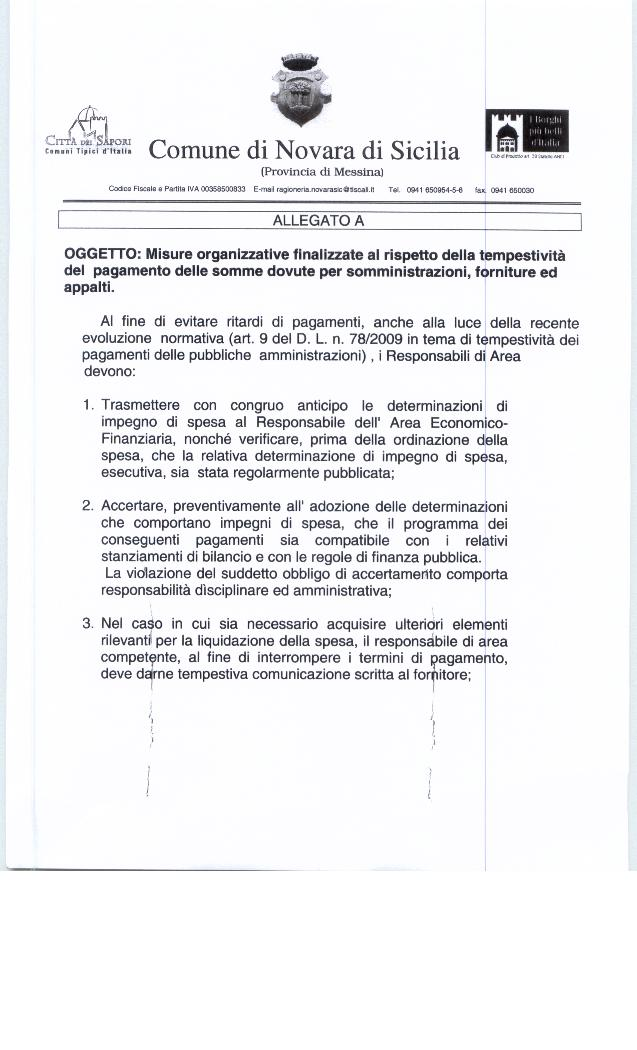 CITTÀ DEI SAPORI
Comuni Tipici d'Italia
I Borghi
più belli
d'Italia
Comune di Novara di Sicilia
(Provincia di Messina)
Codice Fiscale e Partita IVA 00358500833 E-mail ragioneria.novarasic@tiscali.it Tel. 0941 650954-5-6 fax. 0941 650030
ALLEGATO A
OGGETTO: Misure organizzative finalizzate al rispetto della tempestività
del pagamento delle somme dovute per somministrazioni, forniture ed
appalti.
Al fine di evitare ritardi di pagamenti, anche alla luce della recente
evoluzione normativa (art. 9 del D. L. n. 78/2009 in tema di tempestività dei
pagamenti delle pubbliche amministrazioni) , i Responsabili di Area
devono:
1. Trasmettere con congruo anticipo le determinazioni di
impegno di spesa al Responsabile dell' Area Economico-
Finanziaria, nonché verificare, prima della ordinazione della
spesa, che la relativa determinazione di impegno di spesa,
esecutiva, sia stata regolarmente pubblicata;
2. Accertare, preventivamente all' adozione delle determinazioni
che comportano impegni di spesa, che il programma dei
conseguenti pagamenti sia compatibile con i relativi
stanziamenti di bilancio e con le regole di finanza pubblica.
La violazione del suddetto obbligo di accertamento comporta
responsabilità disciplinare ed amministrativa;
3. Nel caso in cui sia necessario acquisire ulteriori elementi
rilevanti per la liquidazione della spesa, il responsabile di area
competente, al fine di interrompere i termini di pagamento,
deve darne tempestiva comunicazione scritta al fornitore;